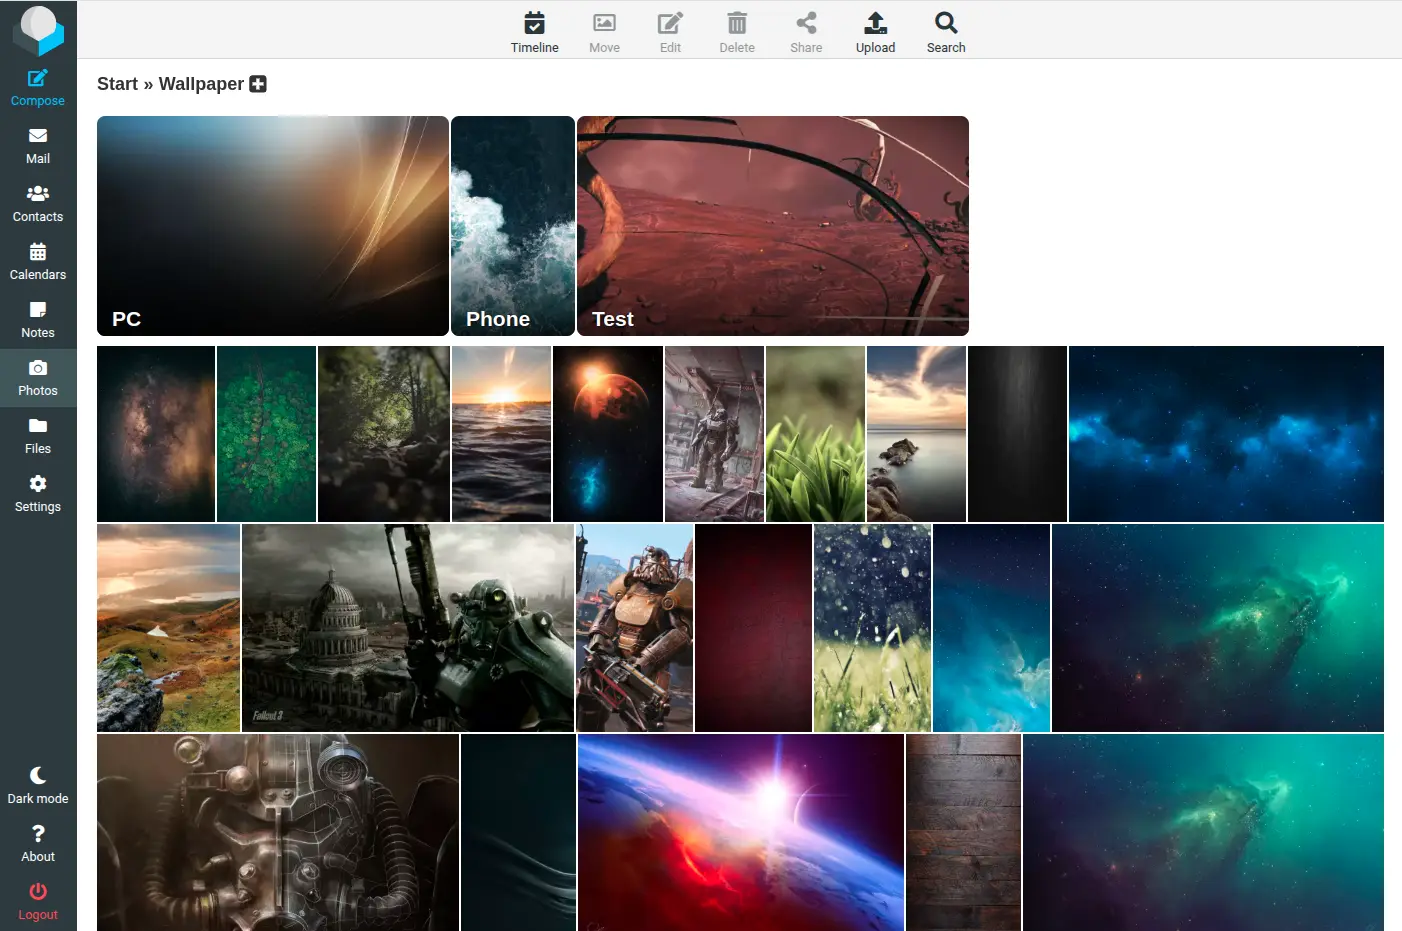 Timeline
Move
Edit
Delete
Share
Upload
Search
Compose
Mail
Contacts
Calendars
Notes
Photos
Files
Settings
Dark mode
About
Logout
Start » Wallpaper
PC
Phone
Test
Fallout 3